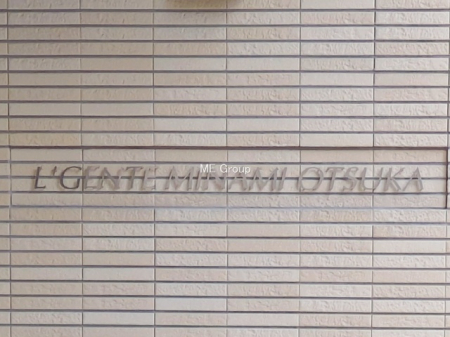 L'GENTE MINAMI OTSUKA
ME Group